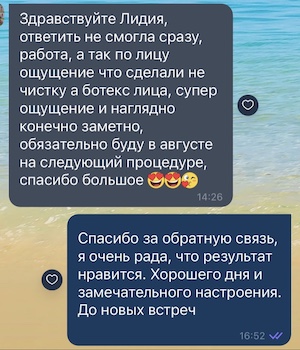 Здравствуйте Лидия,
ответить не смогла сразу,
работа, а так по лицу
ощущение что сделали не
чистку а ботекс лица, супер
ощущение и наглядно
конечно заметно,
обязательно буду в августе
на следующий процедуре,
спасибо большое 😍😍😜
14:26
Спасибо за обратную связь,
я очень рада, что результат
нравится. Хорошего дня и
замечательного настроения.
До новых встреч
16:52